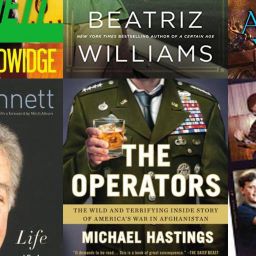 OWIDGE
BEATRIZ
WILLIAMS
NEW YORK TIMES BESTSELLING AUTHOR OF A CERTAIN AGE
A
nnett
THE
OPERATORS
THE WILD AND TERRIFYING INSIDE STORY
OF AMERICA'S WAR IN AFGHANISTAN
MICHAEL HASTINGS
Life